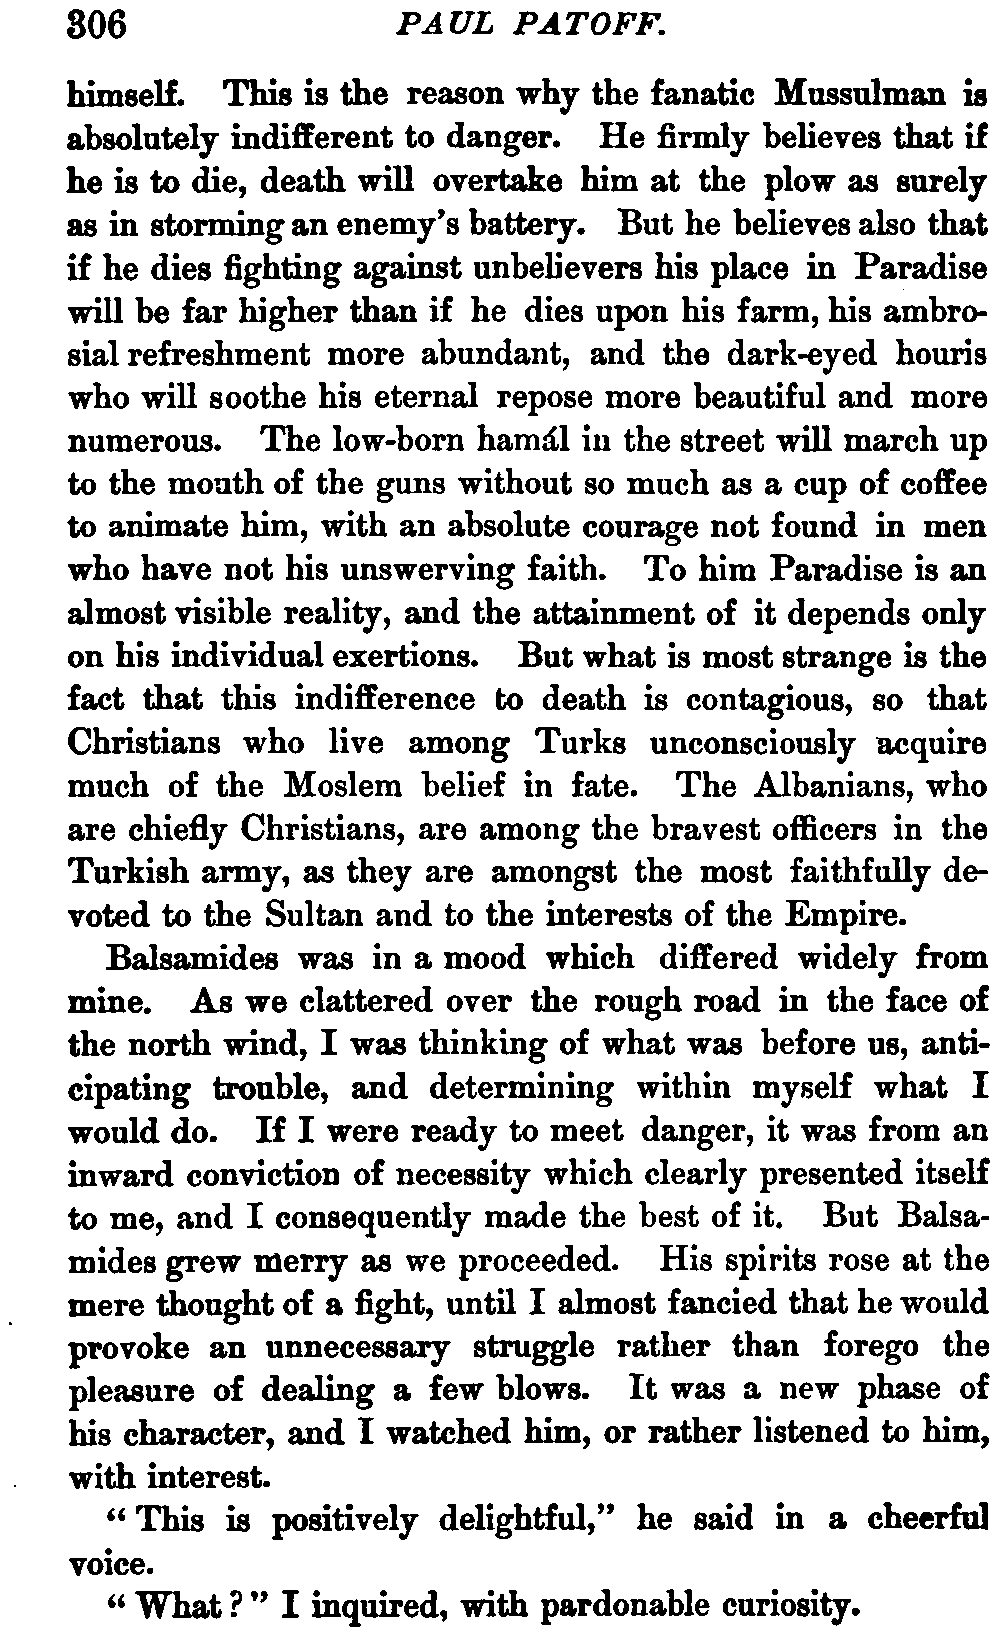 306 PAUL PATOFF.
himself. This is the reason why the fanatic Mussulman is
absolutely indifferent to danger. He firmly believes that if
he is to die, death will overtake him at the plow as surely
as in storming an enemy's battery. But he believes also that
if he dies fighting against unbelievers his place in Paradise
will be far higher than if he dies upon his farm, his ambro-
sial refreshment more abundant, and the dark-eyed houris
who will soothe his eternal repose more beautiful and more
numerous. The low-born hamál in the street will march up
to the mouth of the guns without so much as a cup of coffee
to animate him, with an absolute courage not found in men
who have not his unswerving faith. To him Paradise is an
almost visible reality, and the attainment of it depends only
on his individual exertions. But what is most strange is the
fact that this indifference to death is contagious, so that
Christians who live among Turks unconsciously acquire
much of the Moslem belief in fate. The Albanians, who
are chiefly Christians, are among the bravest officers in the
Turkish army, as they are amongst the most faithfully de-
voted to the Sultan and to the interests of the Empire.
Balsamides was in a mood which differed widely from
mine. As we clattered over the rough road in the face of
the north wind, I was thinking of what was before us, anti-
cipating trouble, and determining within myself what I
would do. If I were ready to meet danger, it was from an
inward conviction of necessity which clearly presented itself
to me, and I consequently made the best of it. But Balsa-
mides grew merry as we proceeded. His spirits rose at the
mere thought of a fight, until I almost fancied that he would
provoke an unnecessary struggle rather than forego the
pleasure of dealing a few blows. It was a new phase of
his character, and I watched him, or rather listened to him,
with interest.
"This is positively delightful," he said in a cheerful
voice.
"What?" I inquired, with pardonable curiosity.